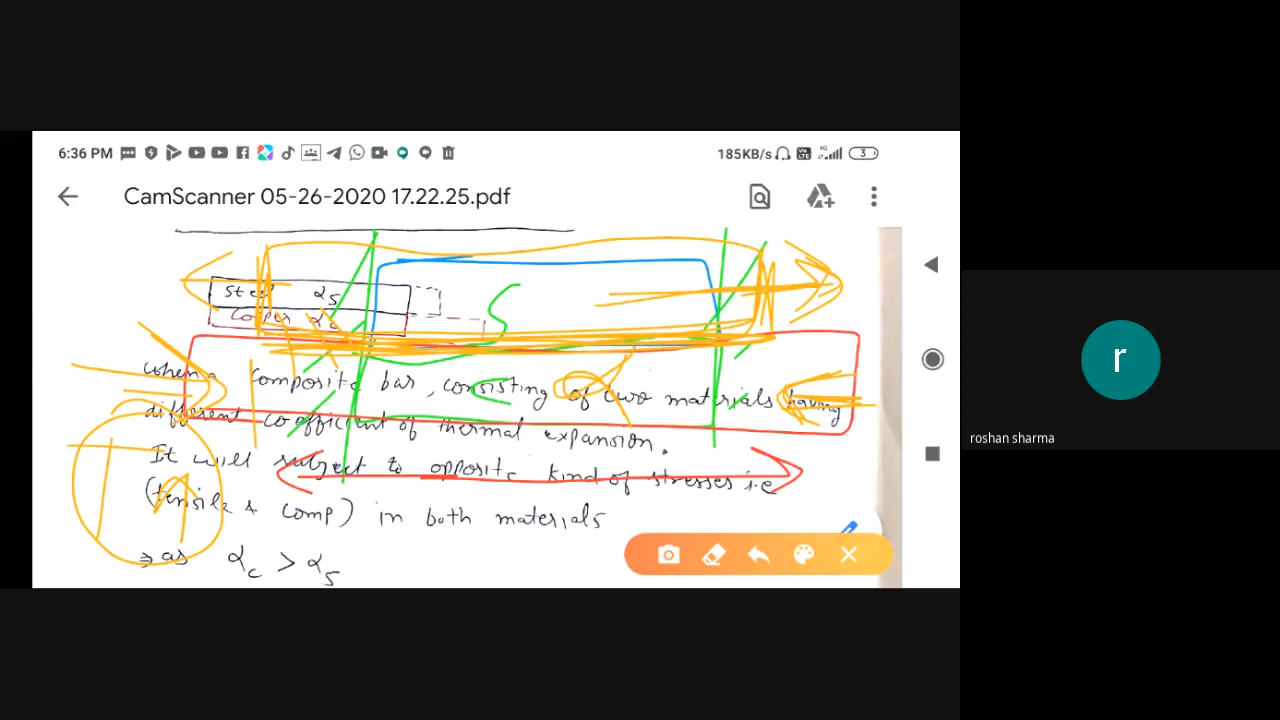 6:36 PM
185KB/s
3
CamScanner 05-26-2020 17.22.25.pdf
Steel αs
Copper αc
S
When a Composite bar, consisting of two materials having
C
different coefficient of thermal expansion.
It will subject to opposite kind of stresses i.e
(tensile & comp) in both materials
⇒ as αc > αs
r
roshan sharma